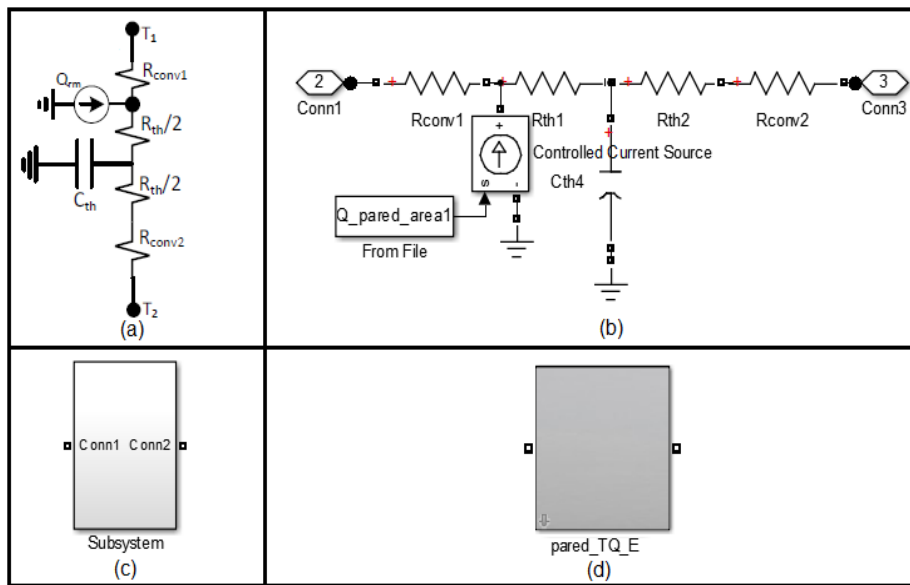 T1
Rconv1
Qrm
Rth/2
Cth
Rth/2
Rconv2
T2
(a)
2
Conn1
+
Rconv1
+
Rth1
+
Rth2
+
Rconv2
3
Conn3
+
s
-
Controlled Current Source
+
Cth4
Q_pared_area1
From File
(b)
Conn1 Conn2
Subsystem
(c)
pared_TQ_E
(d)